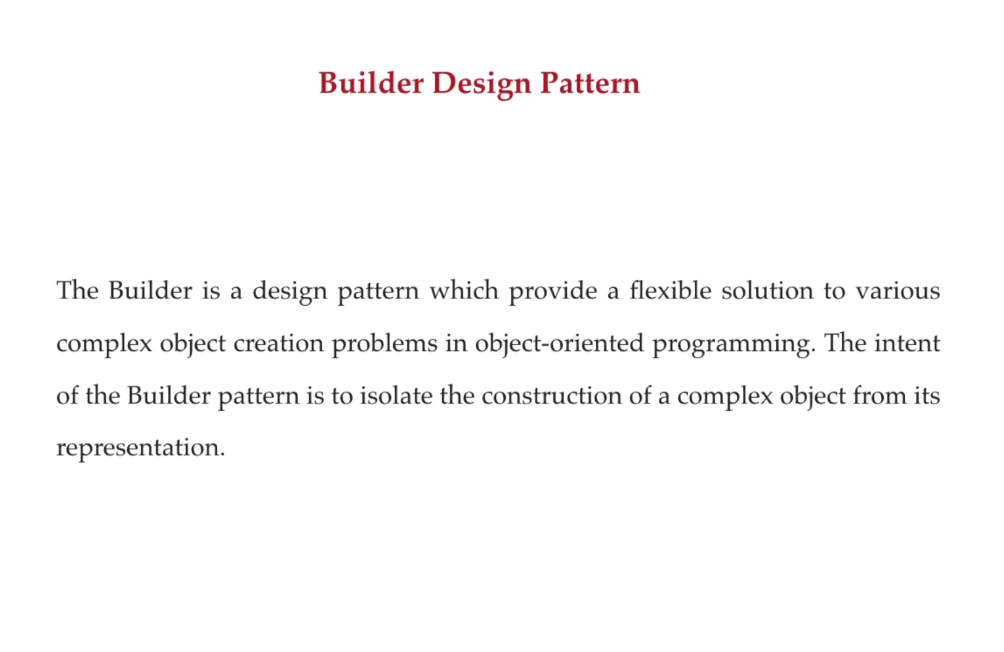 Builder Design Pattern
The Builder is a design pattern which provide a flexible solution to various
complex object creation problems in object-oriented programming. The intent
of the Builder pattern is to isolate the construction of a complex object from its
representation.